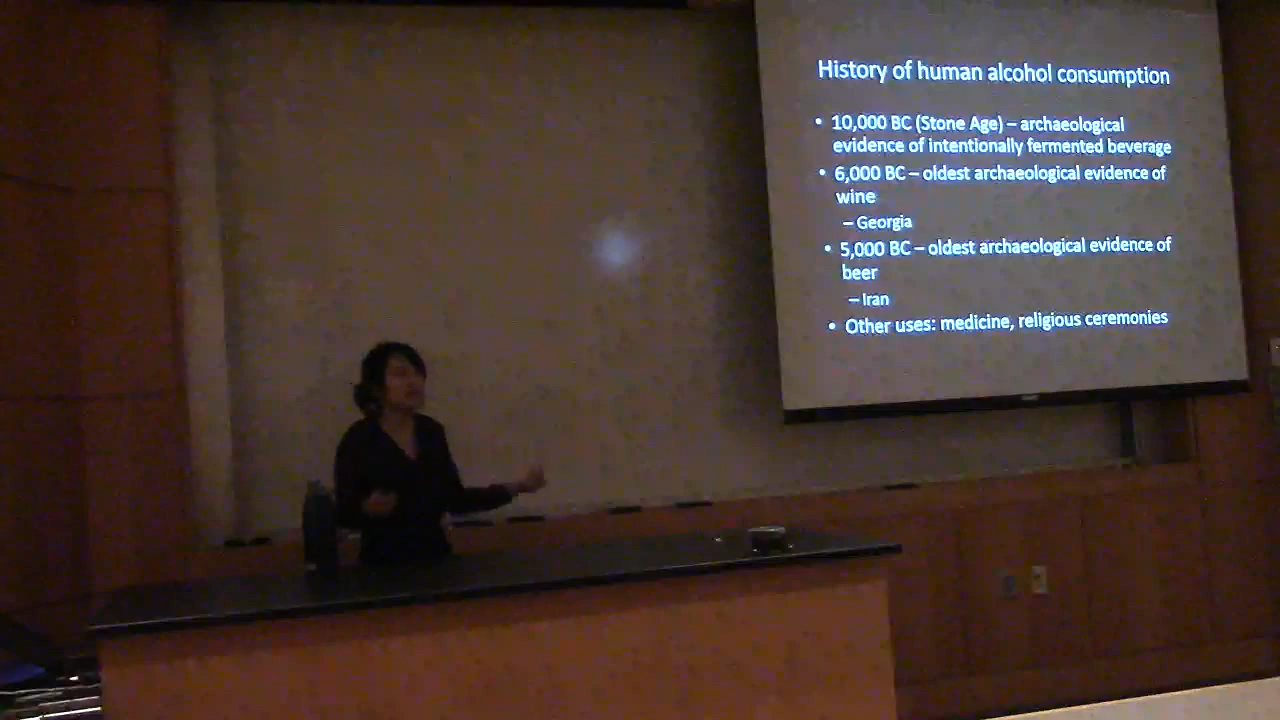 History of human alcohol consumption
• 10,000 BC (Stone Age) – archaeological
evidence of intentionally fermented beverage
• 6,000 BC – oldest archaeological evidence of
wine
– Georgia
• 5,000 BC – oldest archaeological evidence of
beer
– Iran
• Other uses: medicine, religious ceremonies